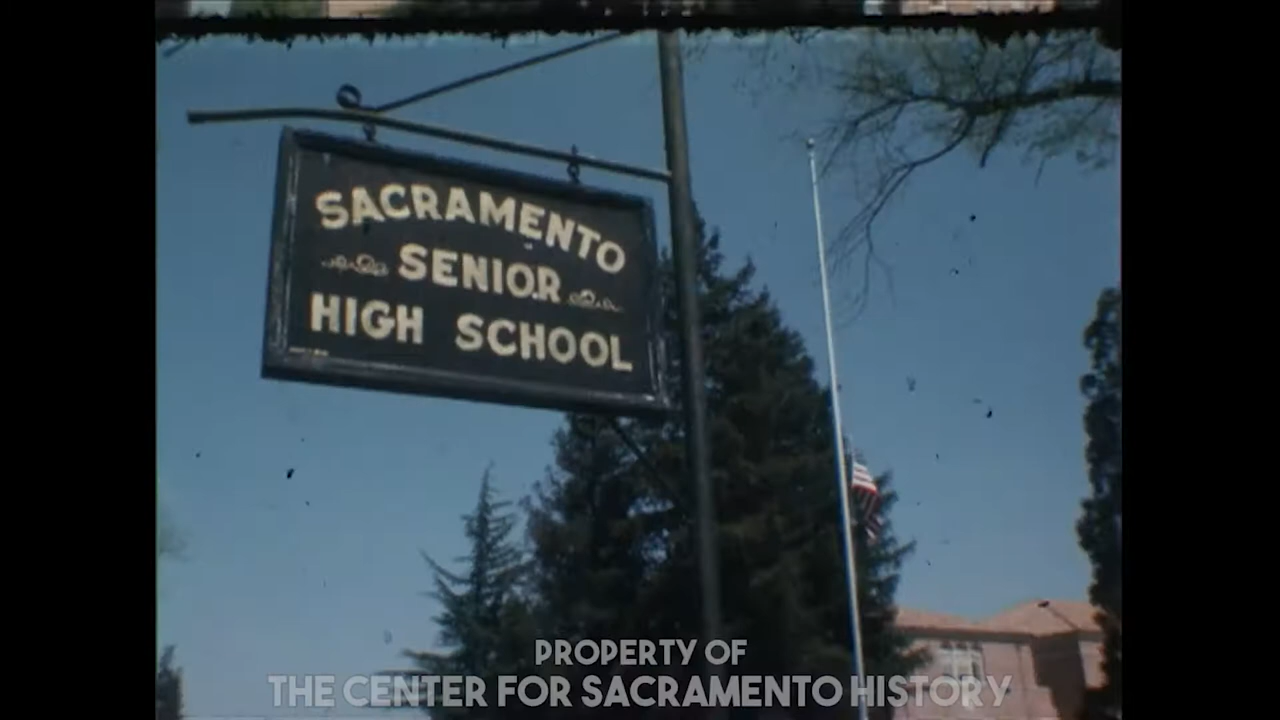 SACRAMENTO
SENIOR
HIGH SCHOOL
PROPERTY OF
THE CENTER FOR SACRAMENTO HISTORY